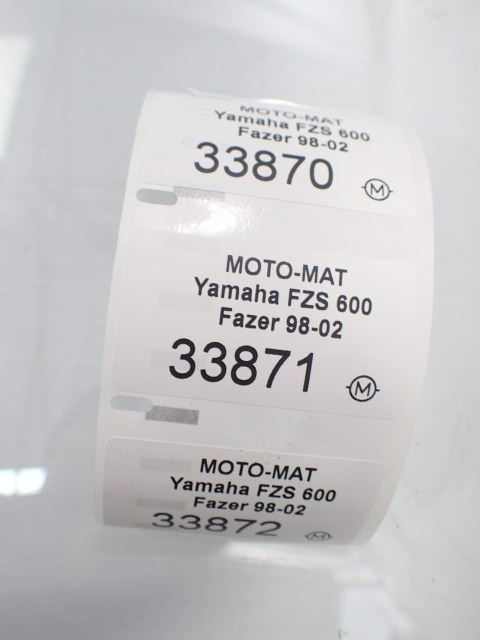 MOTO-MAT
Yamaha FZS 600
Fazer 98-02
33870
M
MOTO-MAT
Yamaha FZS 600
Fazer 98-02
33871
M
MOTO-MAT
Yamaha FZS 600
Fazer 98-02
33872
M